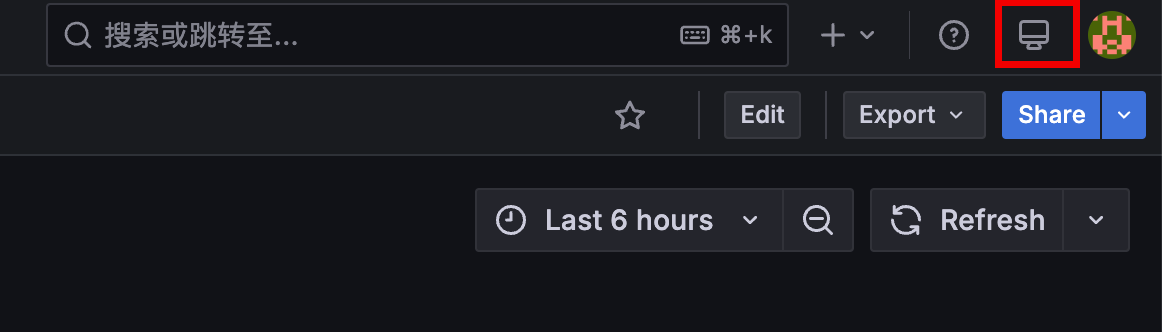 搜索或跳转至... ⌘+k
Edit Export Share
Last 6 hours Refresh